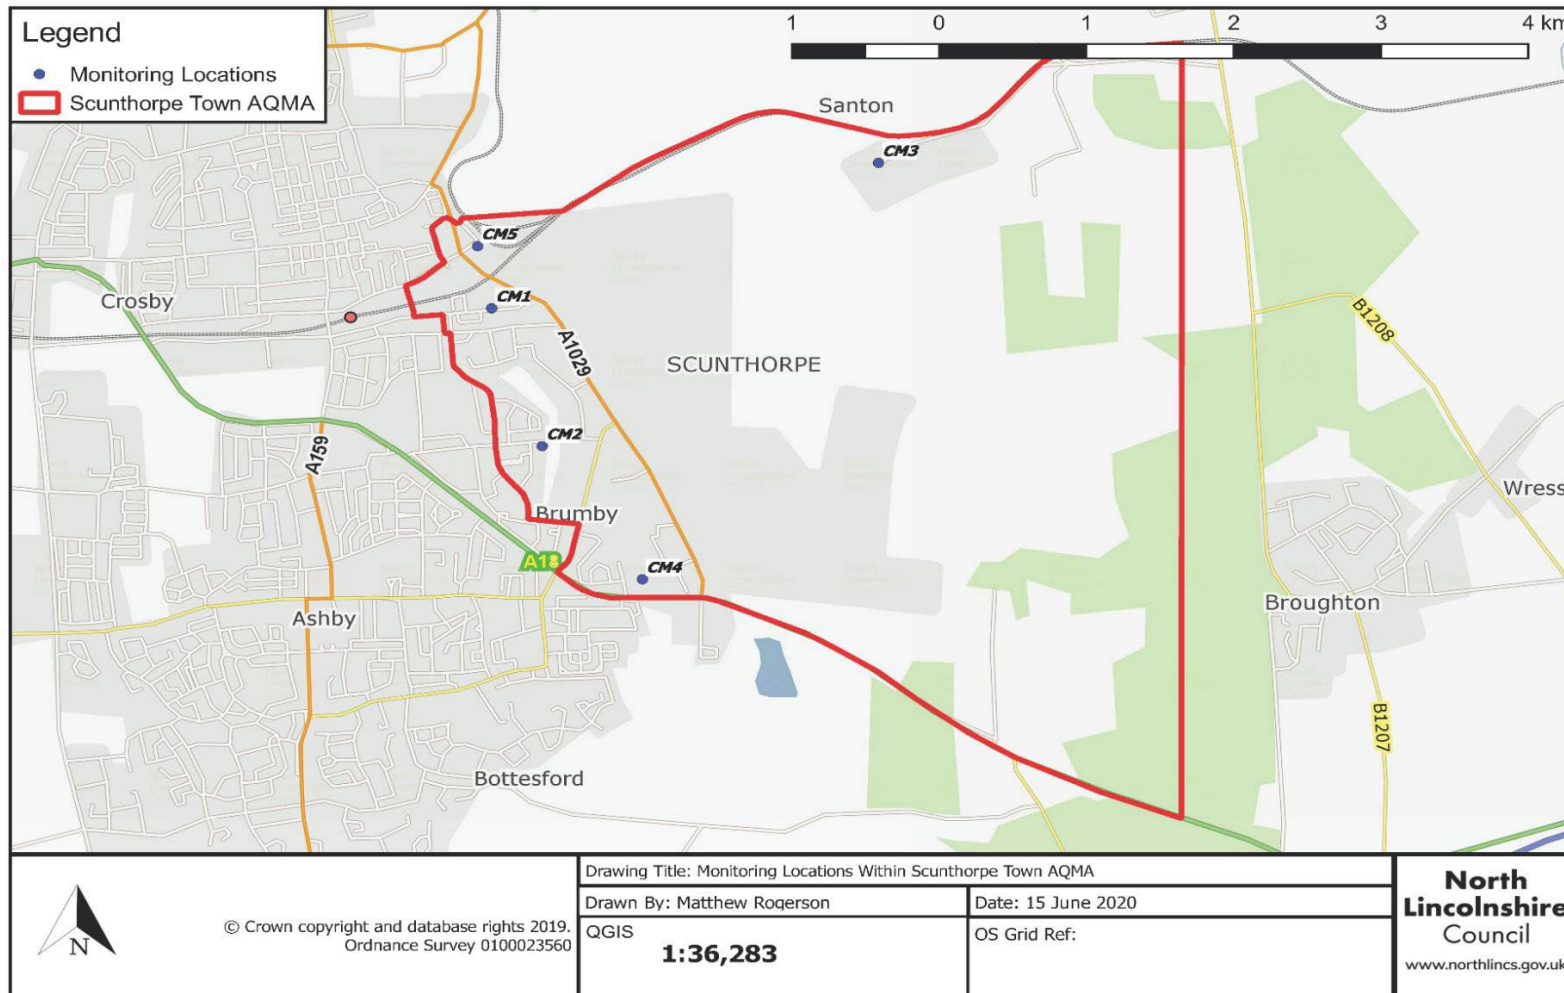 Legend
Monitoring Locations
Scunthorpe Town AQMA
1 0 1 2 3 4 km
Santon
CM3
CM5
Crosby
CM1
A1029
B1208
SCUNTHORPE
A159
CM2
Wress
Brumby
A18
CM4
Broughton
Ashby
B1207
Bottesford
N
© Crown copyright and database rights 2019.
Ordnance Survey 0100023560
Drawing Title: Monitoring Locations Within Scunthorpe Town AQMA
Drawn By: Matthew Rogerson
Date: 15 June 2020
QGIS
1:36,283
OS Grid Ref:
North
Lincolnshire
Council
www.northlincs.gov.uk